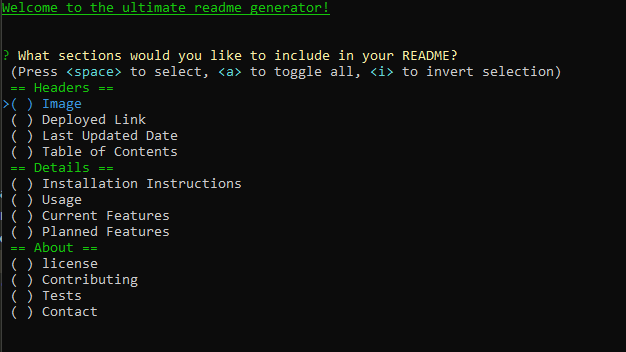 Welcome to the ultimate readme generator!
? What sections would you like to include in your README?
(Press <space> to select, <a> to toggle all, <i> to invert selection)
== Headers ==
>( ) Image
( ) Deployed Link
( ) Last Updated Date
( ) Table of Contents
== Details ==
( ) Installation Instructions
( ) Usage
( ) Current Features
( ) Planned Features
== About ==
( ) license
( ) Contributing
( ) Tests
( ) Contact